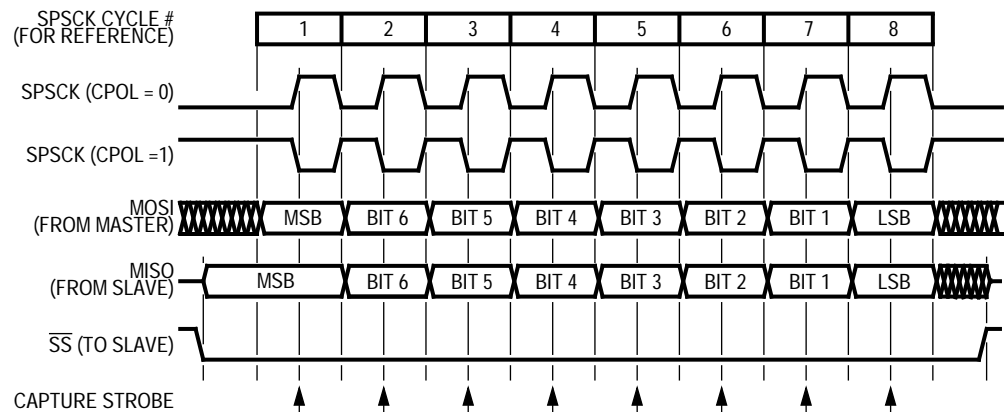 SPSCK CYCLE #
(FOR REFERENCE)
1 2 3 4 5 6 7 8
SPSCK (CPOL = 0)
SPSCK (CPOL =1)
MOSI
(FROM MASTER)
MSB BIT 6 BIT 5 BIT 4 BIT 3 BIT 2 BIT 1 LSB
MISO
(FROM SLAVE)
MSB BIT 6 BIT 5 BIT 4 BIT 3 BIT 2 BIT 1 LSB
SS (TO SLAVE)
CAPTURE STROBE